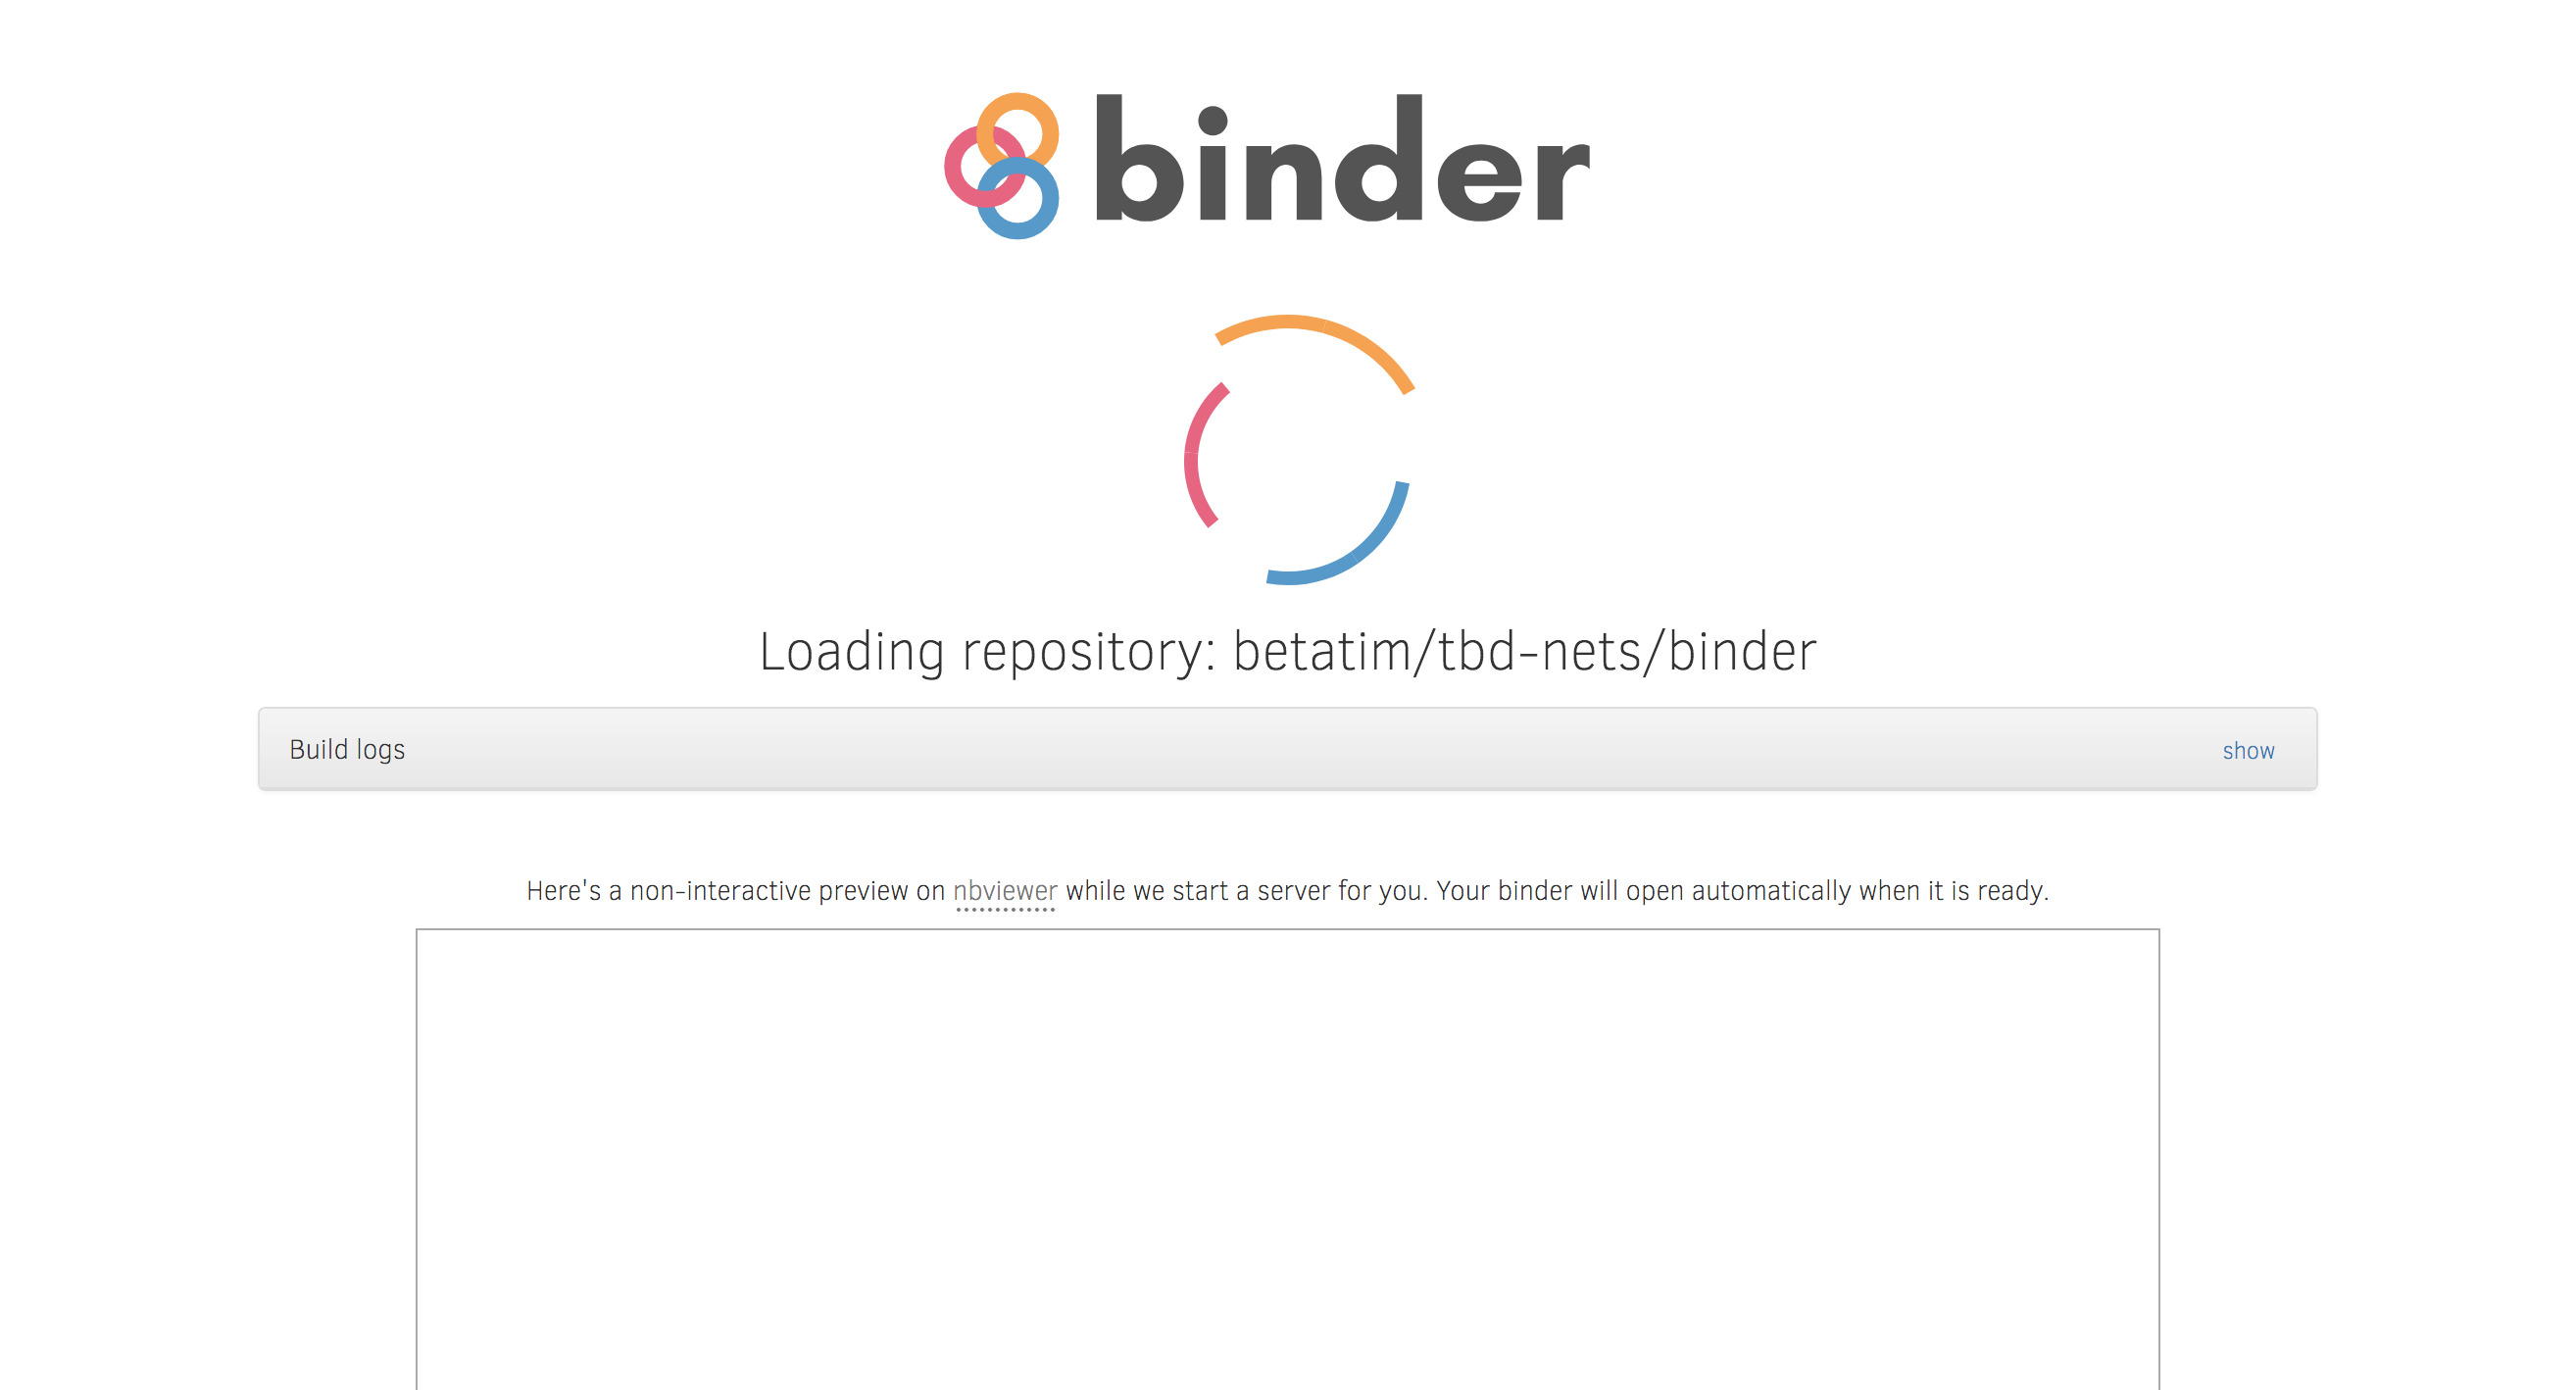 binder
Loading repository: betatim/tbd-nets/binder
Build logs
show
Here's a non-interactive preview on nbviewer while we start a server for you. Your binder will open automatically when it is ready.